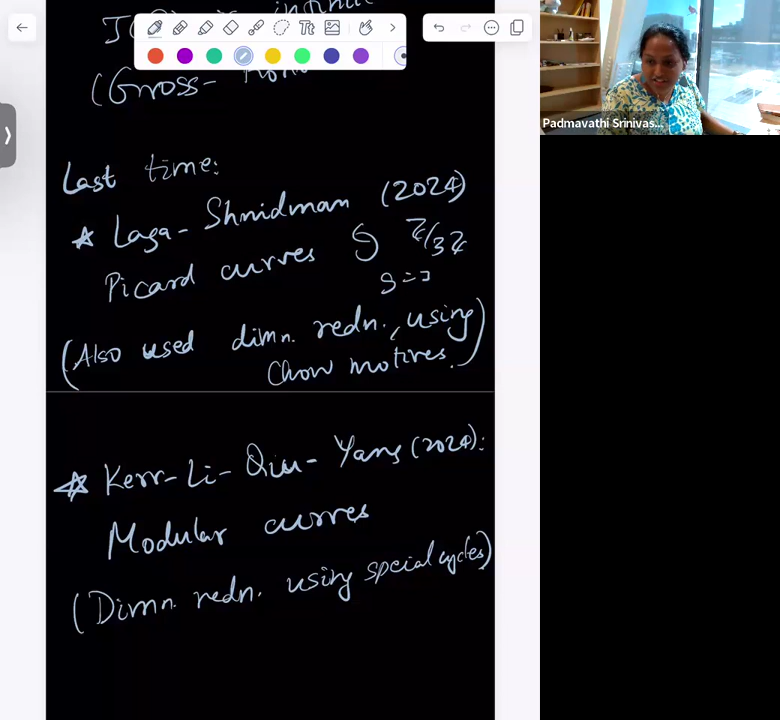 (Gross-
Last time:
☆ Laga-Shnidman (2024)
Picard curves ↺ ℤ/3ℤ
g=3
(Also used dimn. redn., using
Chow motives.)
☆ Kerr-Li-Qiu-Yang (2024):
Modular curves
(Dimn. redn. using special cycles)
Padmavathi Srinivas...